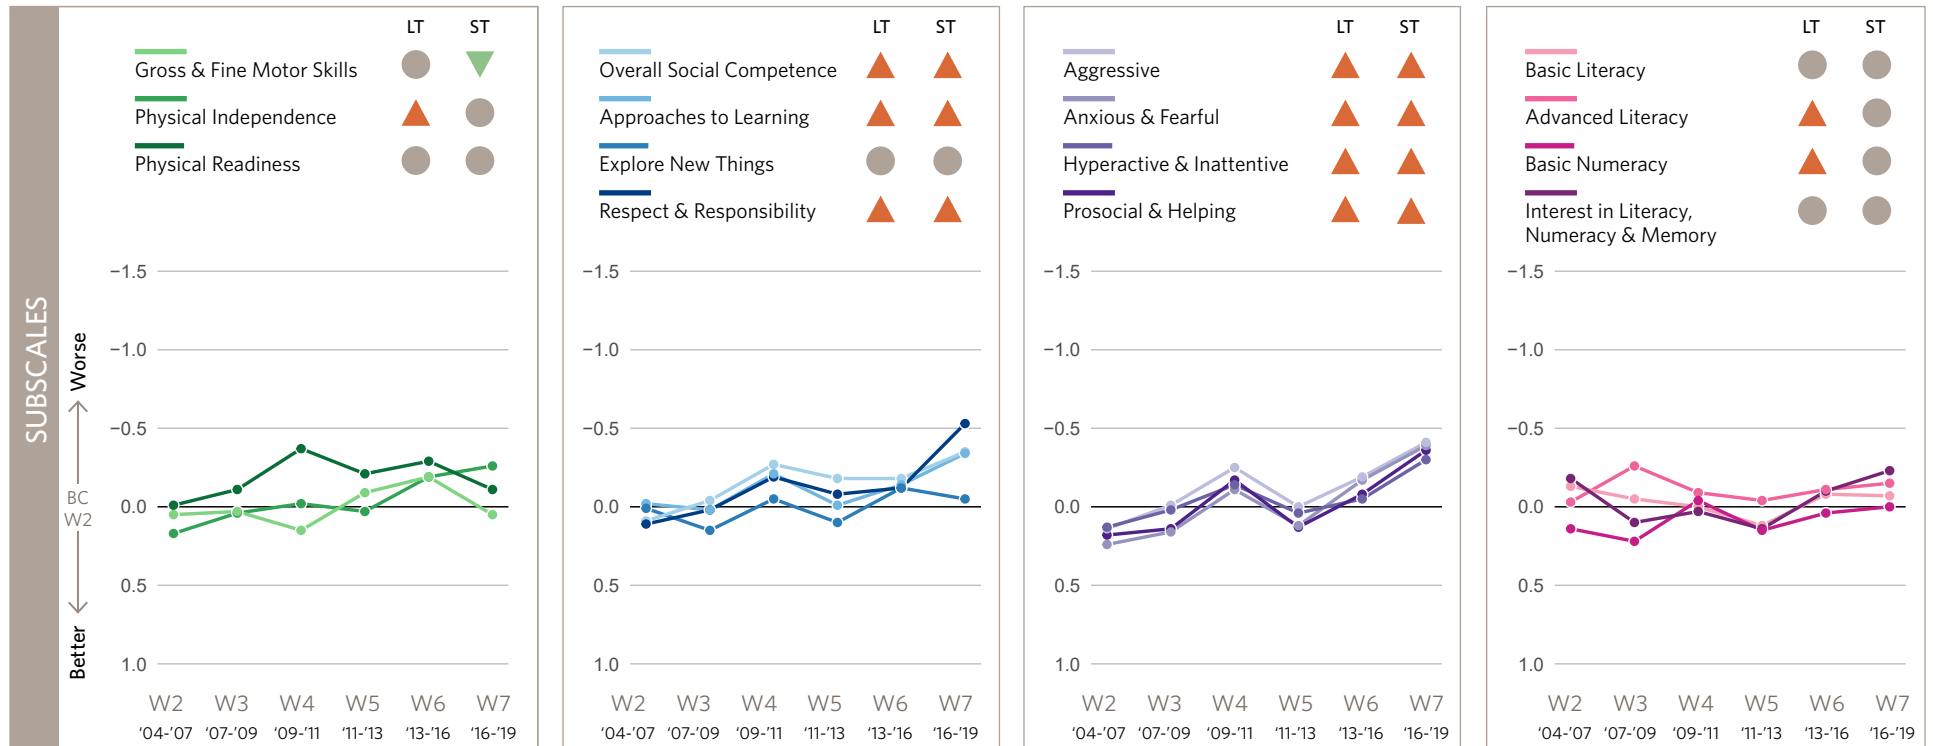 SUBSCALES
Worse
BC
W2
Better
LT ST
Gross & Fine Motor Skills
Physical Independence
Physical Readiness
−1.5
−1.0
−0.5
0.0
0.5
1.0
W2 W3 W4 W5 W6 W7
‘04-’07 ‘07-’09 ‘09-’11 ‘11-’13 ‘13-’16 ‘16-’19
LT ST
Overall Social Competence
Approaches to Learning
Explore New Things
Respect & Responsibility
−1.5
−1.0
−0.5
0.0
0.5
1.0
W2 W3 W4 W5 W6 W7
‘04-’07 ‘07-’09 ‘09-’11 ‘11-’13 ‘13-’16 ‘16-’19
LT ST
Aggressive
Anxious & Fearful
Hyperactive & Inattentive
Prosocial & Helping
−1.5
−1.0
−0.5
0.0
0.5
1.0
W2 W3 W4 W5 W6 W7
‘04-’07 ‘07-’09 ‘09-’11 ‘11-’13 ‘13-’16 ‘16-’19
LT ST
Basic Literacy
Advanced Literacy
Basic Numeracy
Interest in Literacy,
Numeracy & Memory
−1.5
−1.0
−0.5
0.0
0.5
1.0
W2 W3 W4 W5 W6 W7
‘04-’07 ‘07-’09 ‘09-’11 ‘11-’13 ‘13-’16 ‘16-’19